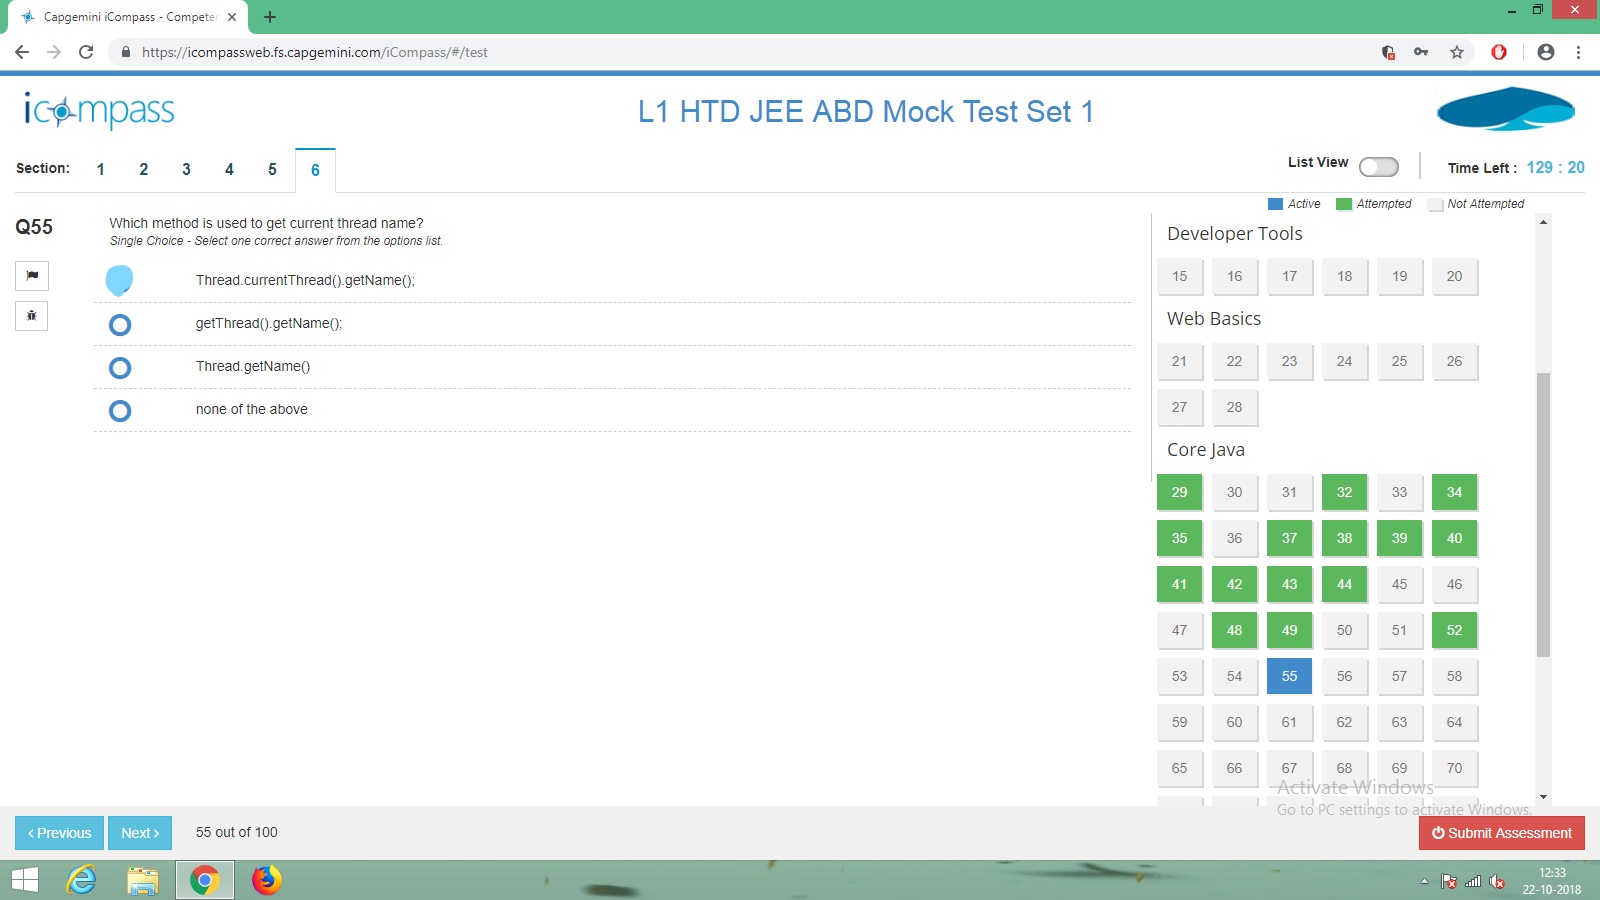 Capgemini iCompass - Competen
https://icompassweb.fs.capgemini.com/iCompass/#/test
icompass
L1 HTD JEE ABD Mock Test Set 1
Section: 1 2 3 4 5 6
List View
Time Left : 129 : 20
Active Attempted Not Attempted
Q55
Which method is used to get current thread name?
Single Choice - Select one correct answer from the options list.
Thread.currentThread().getName();
getThread().getName();
Thread.getName()
none of the above
Developer Tools
15 16 17 18 19 20
Web Basics
21 22 23 24 25 26
27 28
Core Java
29 30 31 32 33 34
35 36 37 38 39 40
41 42 43 44 45 46
47 48 49 50 51 52
53 54 55 56 57 58
59 60 61 62 63 64
65 66 67 68 69 70
Activate Windows
Go to PC settings to activate Windows.
Previous Next 55 out of 100
Submit Assessment
12:33
22-10-2018